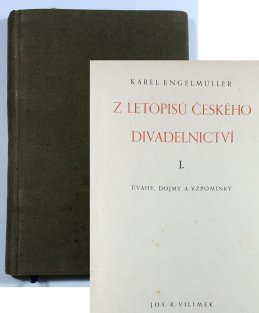 KAREL ENGELMÜLLER
Z LETOPISŮ ČESKÉHO
DIVADELNICTVÍ
I.
ÚVAHY, DOJMY A VZPOMÍNKY
JOS. R. VILÍMEK